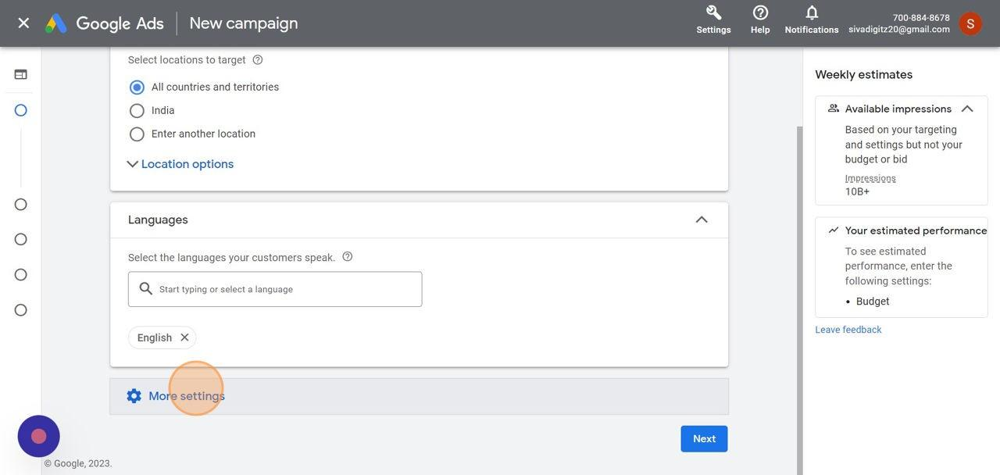 Google Ads
New campaign
Settings
Help
Notifications
700-884-8678
sivadigitz20@gmail.com
S
Select locations to target
All countries and territories
India
Enter another location
Location options
Languages
Select the languages your customers speak.
Start typing or select a language
English
More settings
Next
© Google, 2023.
Weekly estimates
Available impressions
Based on your targeting
and settings but not your
budget or bid
Impressions
10B+
Your estimated performance
To see estimated
performance, enter the
following settings:
• Budget
Leave feedback